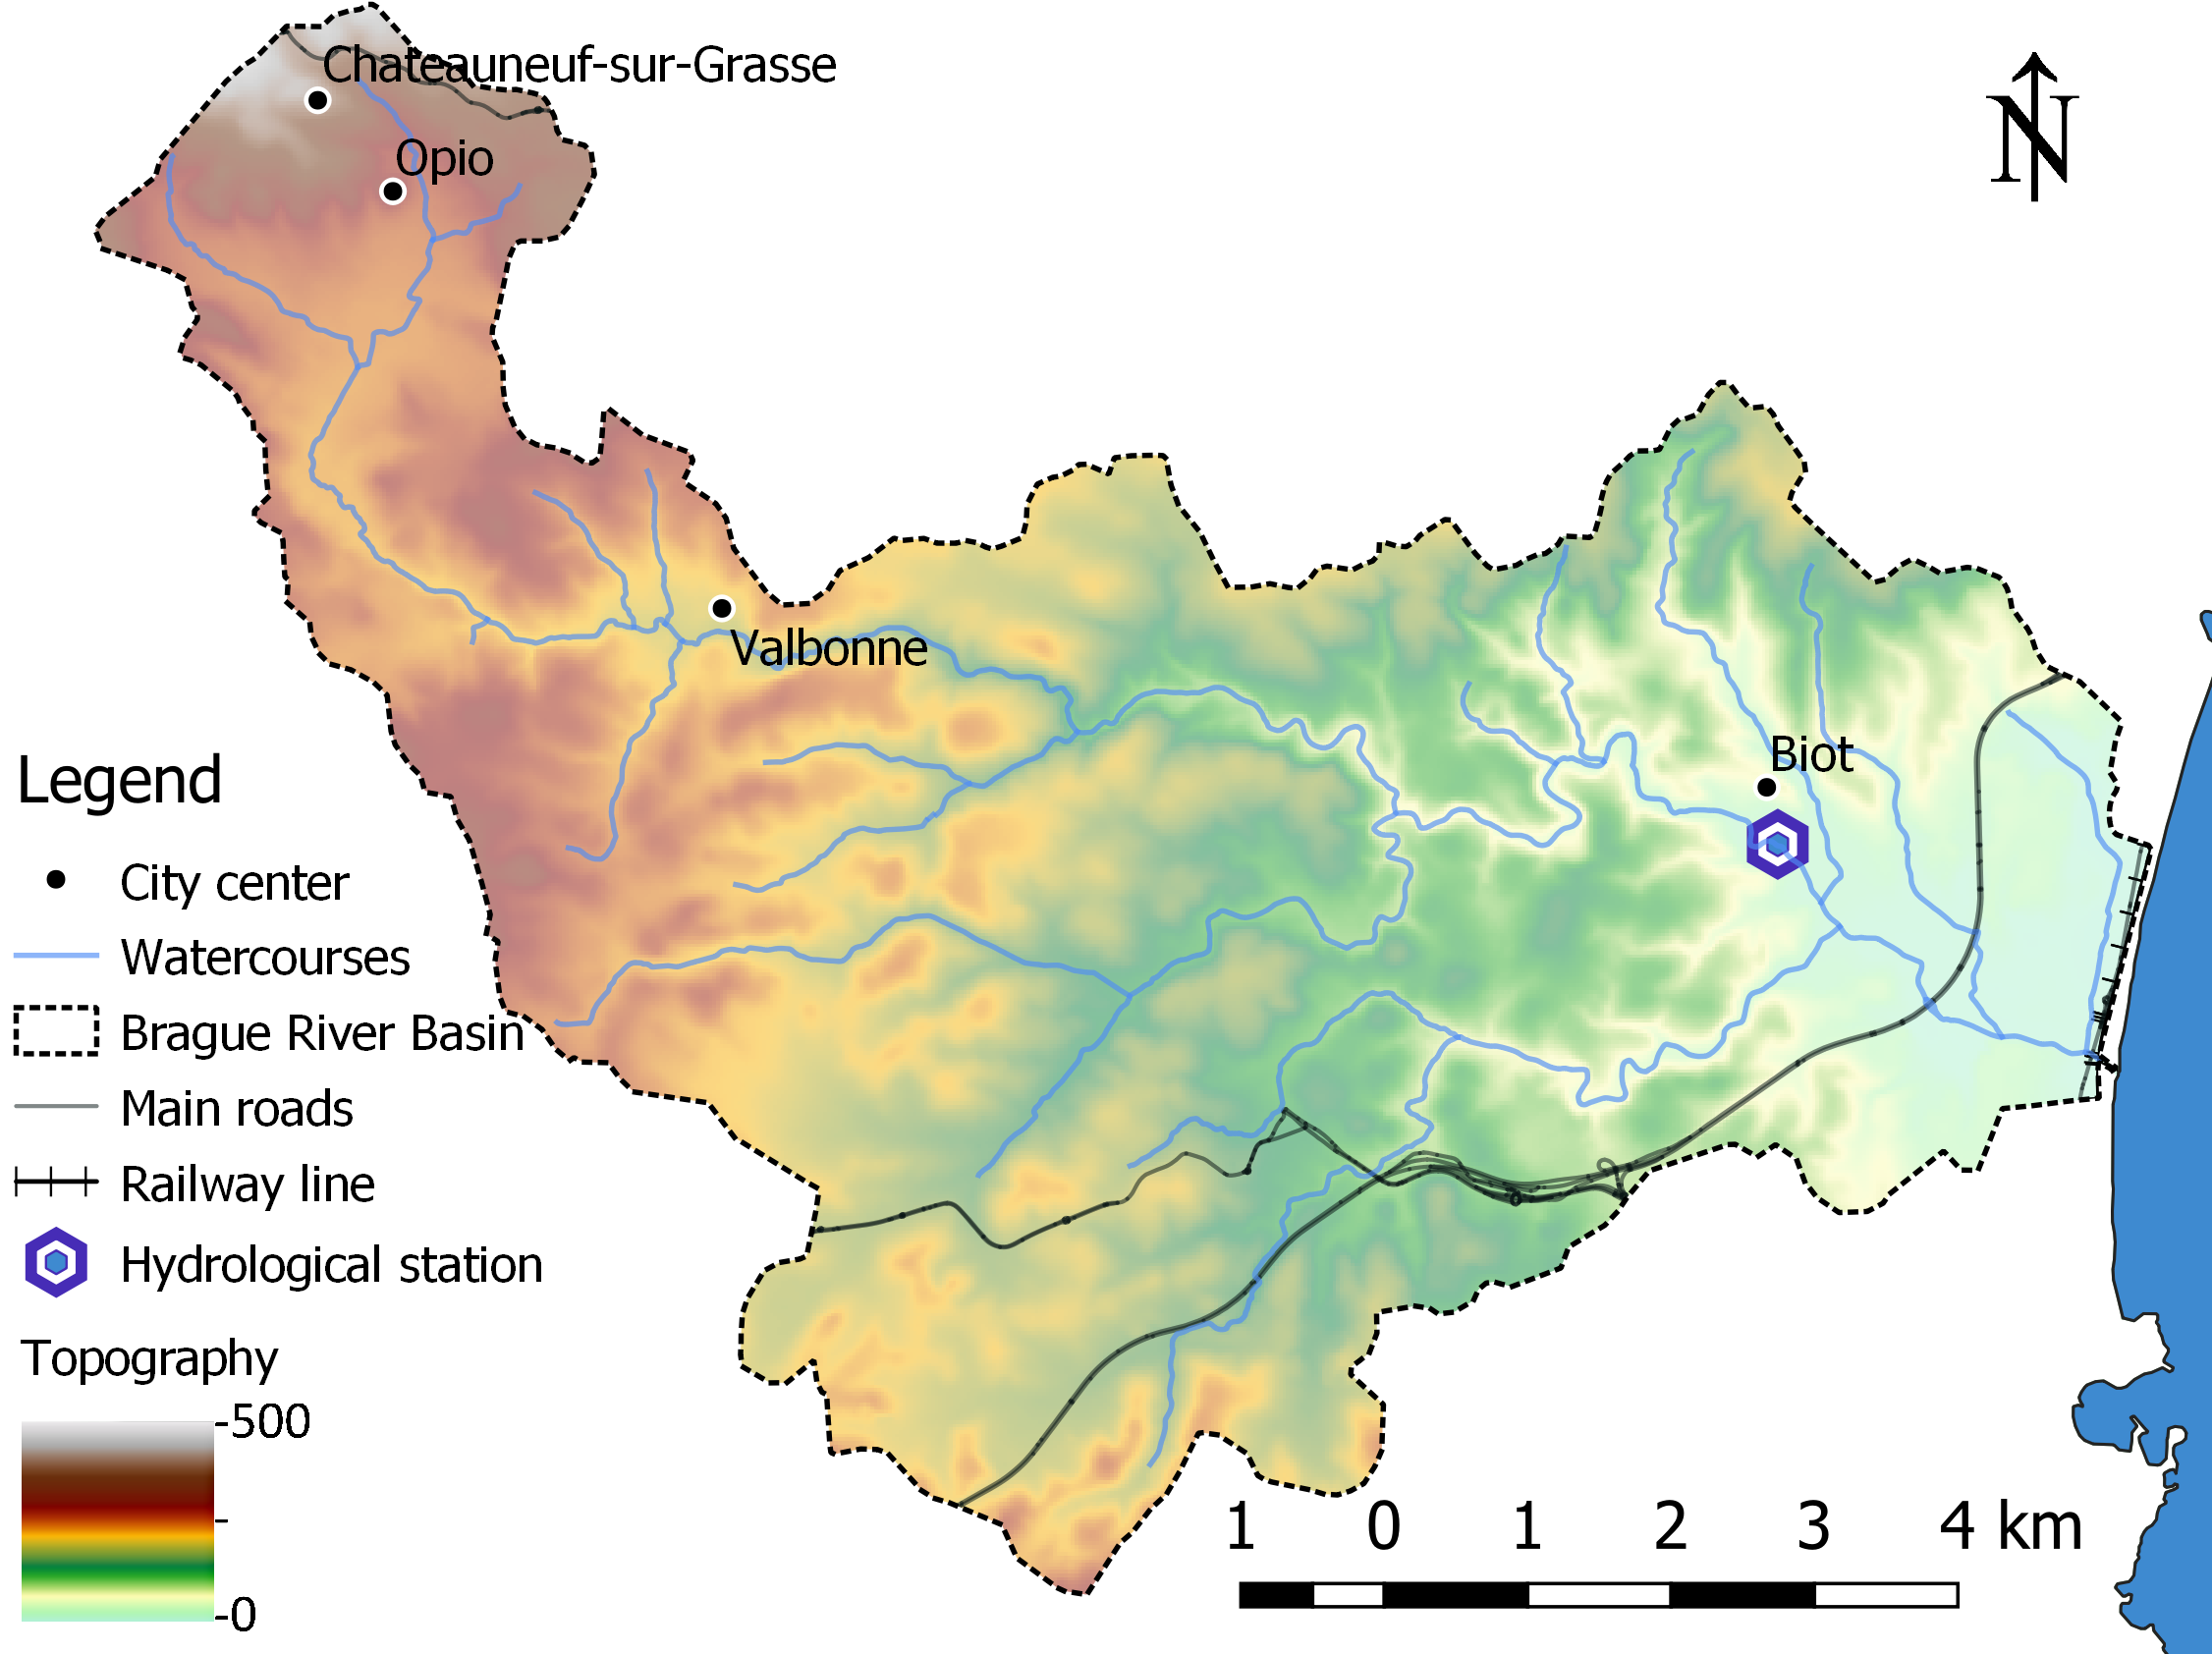 Chateauneuf-sur-Grasse
N
Opio
Valbonne
Biot
Legend
City center
Watercourses
Brague River Basin
Main roads
Railway line
Hydrological station
Topography
-500
-
-0
1 0 1 2 3 4 km